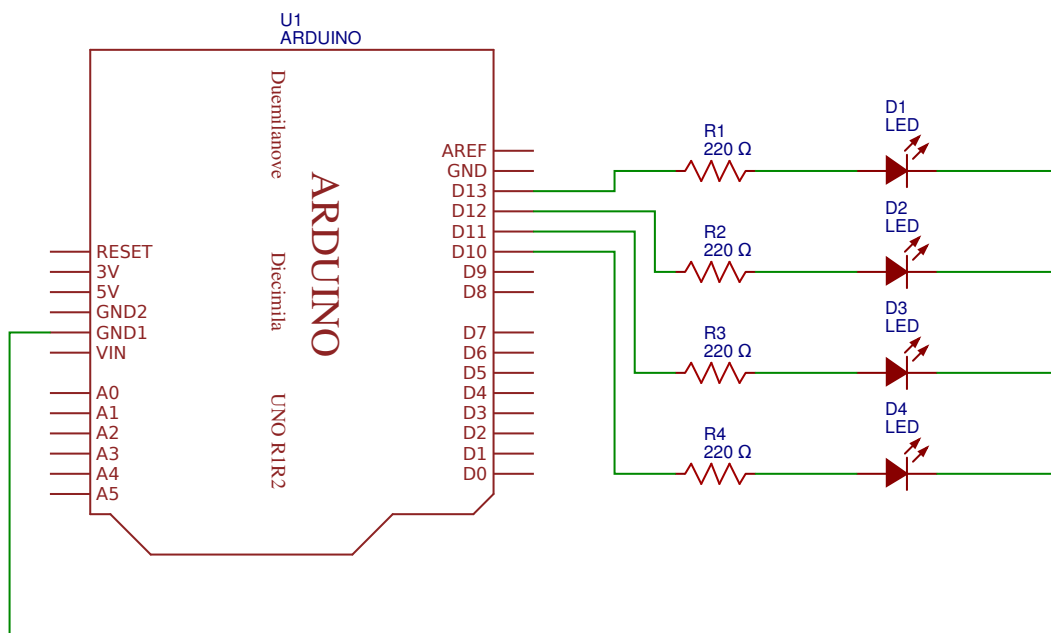 U1
ARDUINO
Duemilanove
ARDUINO
Diecimila
UNO R1R2
RESET
3V
5V
GND2
GND1
VIN
A0
A1
A2
A3
A4
A5
AREF
GND
D13
D12
D11
D10
D9
D8
D7
D6
D5
D4
D3
D2
D1
D0
R1
220 Ω
D1
LED
R2
220 Ω
D2
LED
R3
220 Ω
D3
LED
R4
220 Ω
D4
LED